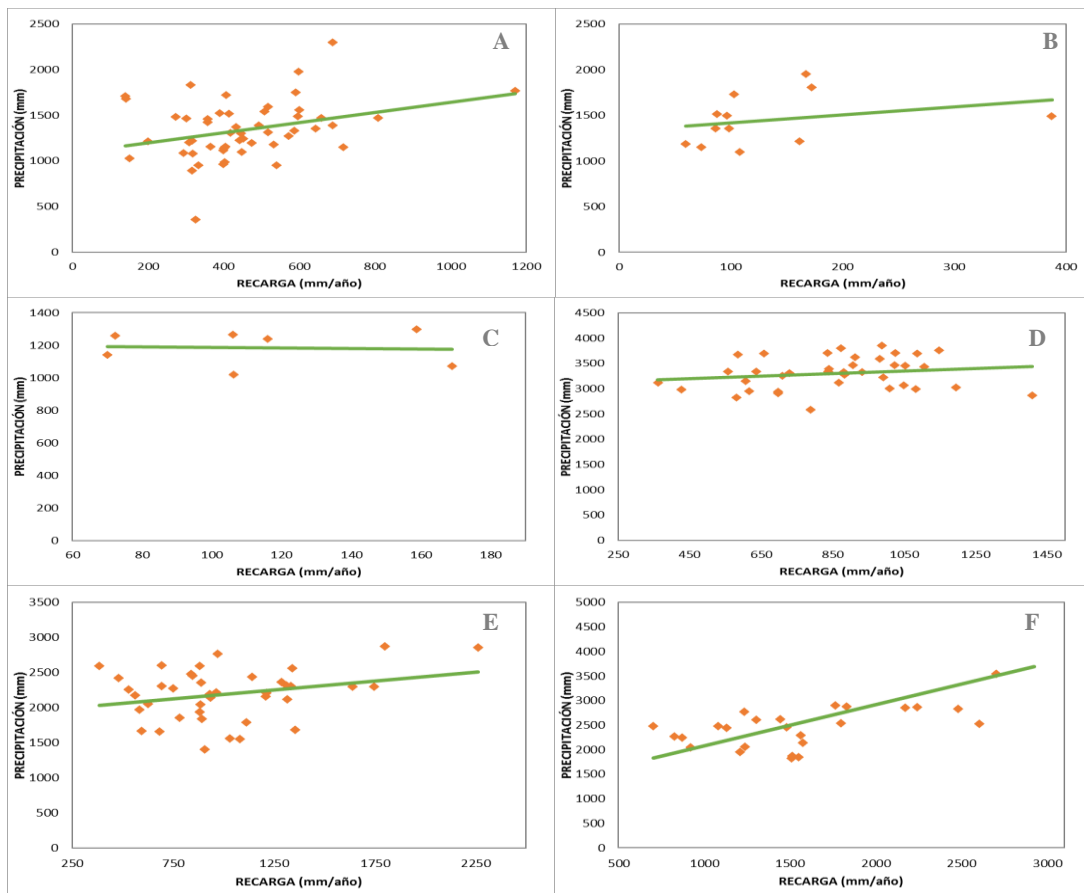 A
PRECIPITACIÓN (mm)
2500
2000
1500
1000
500
0
0 200 400 600 800 1000 1200
RECARGA (mm/año)
B
PRECIPITACIÓN (mm)
2500
2000
1500
1000
500
0
0 100 200 300 400
RECARGA (mm/año)
C
PRECIPITACIÓN (mm)
1400
1200
1000
800
600
400
200
0
60 80 100 120 140 160 180
RECARGA (mm/año)
D
PRECIPITACIÓN (mm)
4500
4000
3500
3000
2500
2000
1500
1000
500
0
250 450 650 850 1050 1250 1450
RECARGA (mm/año)
E
PRECIPITACIÓN (mm)
3500
3000
2500
2000
1500
1000
500
0
250 750 1250 1750 2250
RECARGA (mm/año)
F
PRECIPITACIÓN (mm)
5000
4500
4000
3500
3000
2500
2000
1500
1000
500
0
500 1000 1500 2000 2500 3000
RECARGA (mm/año)